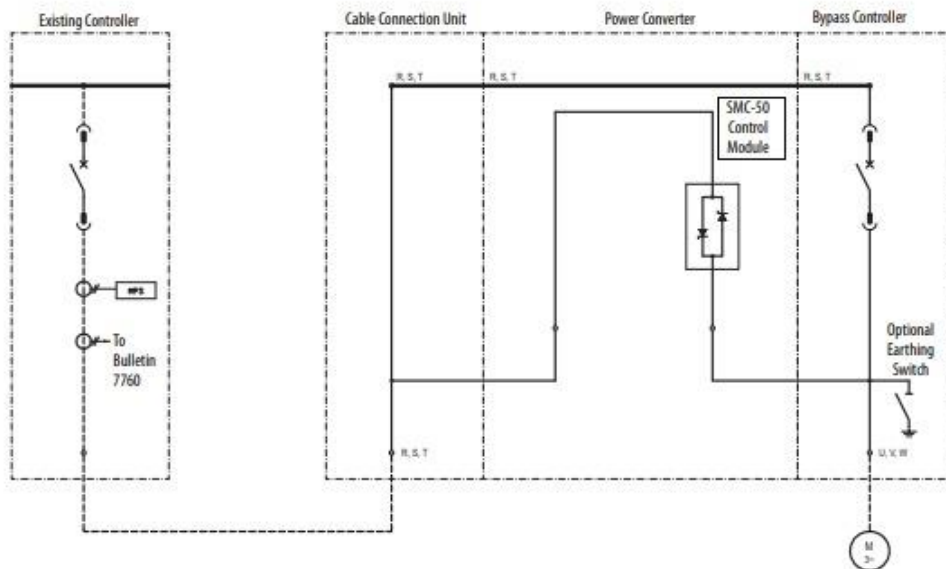 Existing Controller
Cable Connection Unit
Power Converter
Bypass Controller
R, S, T
R, S, T
R, S, T
SMC-50
Control
Module
MPS
To
Bulletin
7760
Optional
Earthing
Switch
R, S, T
U, V, W
M
3~